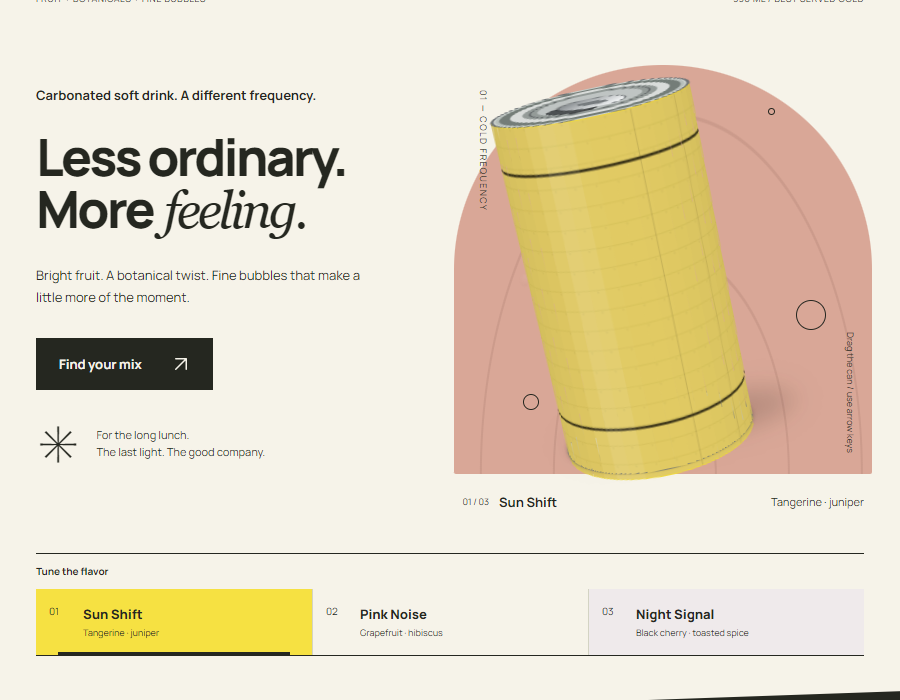 Carbonated soft drink. A different frequency.
Less ordinary.
More feeling.
Bright fruit. A botanical twist. Fine bubbles that make a
little more of the moment.
Find your mix
For the long lunch.
The last light. The good company.
01 — COLD FREQUENCY
Drag the can / use arrow keys
01 / 03 Sun Shift
Tangerine · juniper
Tune the flavor
01 Sun Shift
Tangerine · juniper
02 Pink Noise
Grapefruit · hibiscus
03 Night Signal
Black cherry · toasted spice